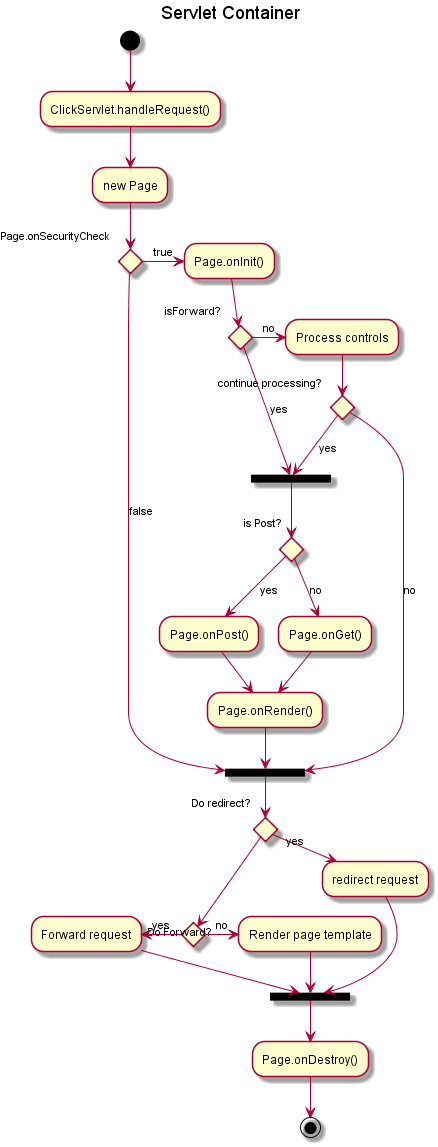 Servlet Container
ClickServlet.handleRequest()
new Page
Page.onSecurityCheck
true
Page.onInit()
isForward?
no
Process controls
continue processing?
yes
yes
false
is Post?
no
yes
no
Page.onPost()
Page.onGet()
Page.onRender()
Do redirect?
yes
redirect request
Forward request
yes
Do Forward?
no
Render page template
Page.onDestroy()